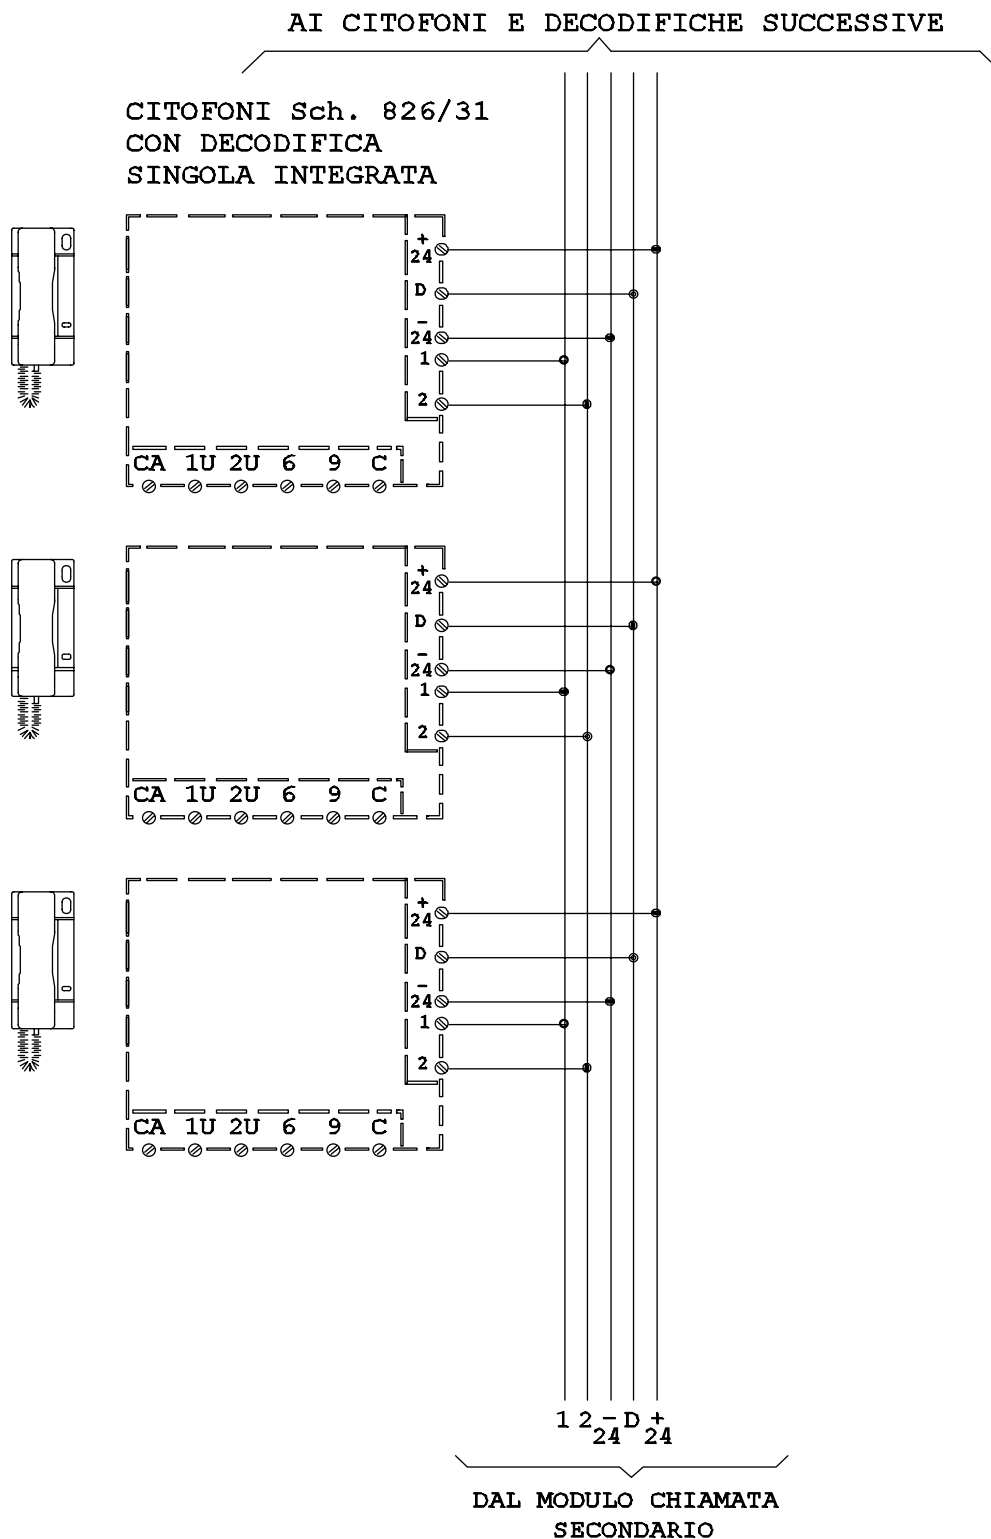 AI CITOFONI E DECODIFICHE SUCCESSIVE
CITOFONI Sch. 826/31
CON DECODIFICA
SINGOLA INTEGRATA
+
24
D
-
24
1
2
CA 1U 2U 6 9 C
+
24
D
-
24
1
2
CA 1U 2U 6 9 C
+
24
D
-
24
1
2
CA 1U 2U 6 9 C
1 2 - D +
24 24
DAL MODULO CHIAMATA
SECONDARIO